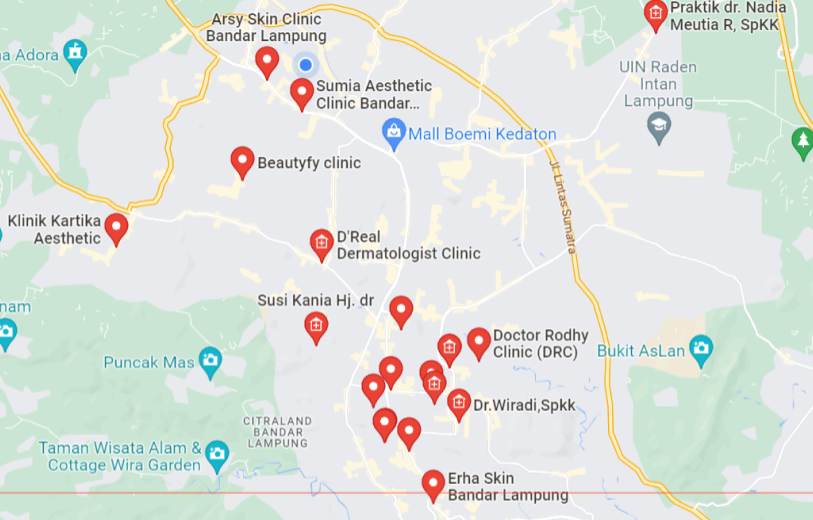 Arsy Skin Clinic
Bandar Lampung
Praktik dr. Nadia
Meutia R, SpKK
na Adora
UIN Raden
Intan
Lampung
Sumia Aesthetic
Clinic Bandar...
Mall Boemi Kedaton
Beautyfy clinic
Jl. Lintas Sumatra
Klinik Kartika
Aesthetic
D'Real
Dermatologist Clinic
Susi Kania Hj. dr
nam
Doctor Rodhy
Clinic (DRC)
Bukit AsLan
Puncak Mas
Dr.Wiradi,Spkk
CITRALAND
BANDAR
LAMPUNG
Taman Wisata Alam &
Cottage Wira Garden
Erha Skin
Bandar Lampung